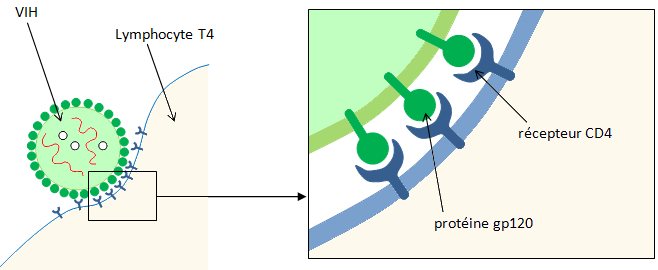 VIH
Lymphocyte T4
récepteur CD4
protéine gp120